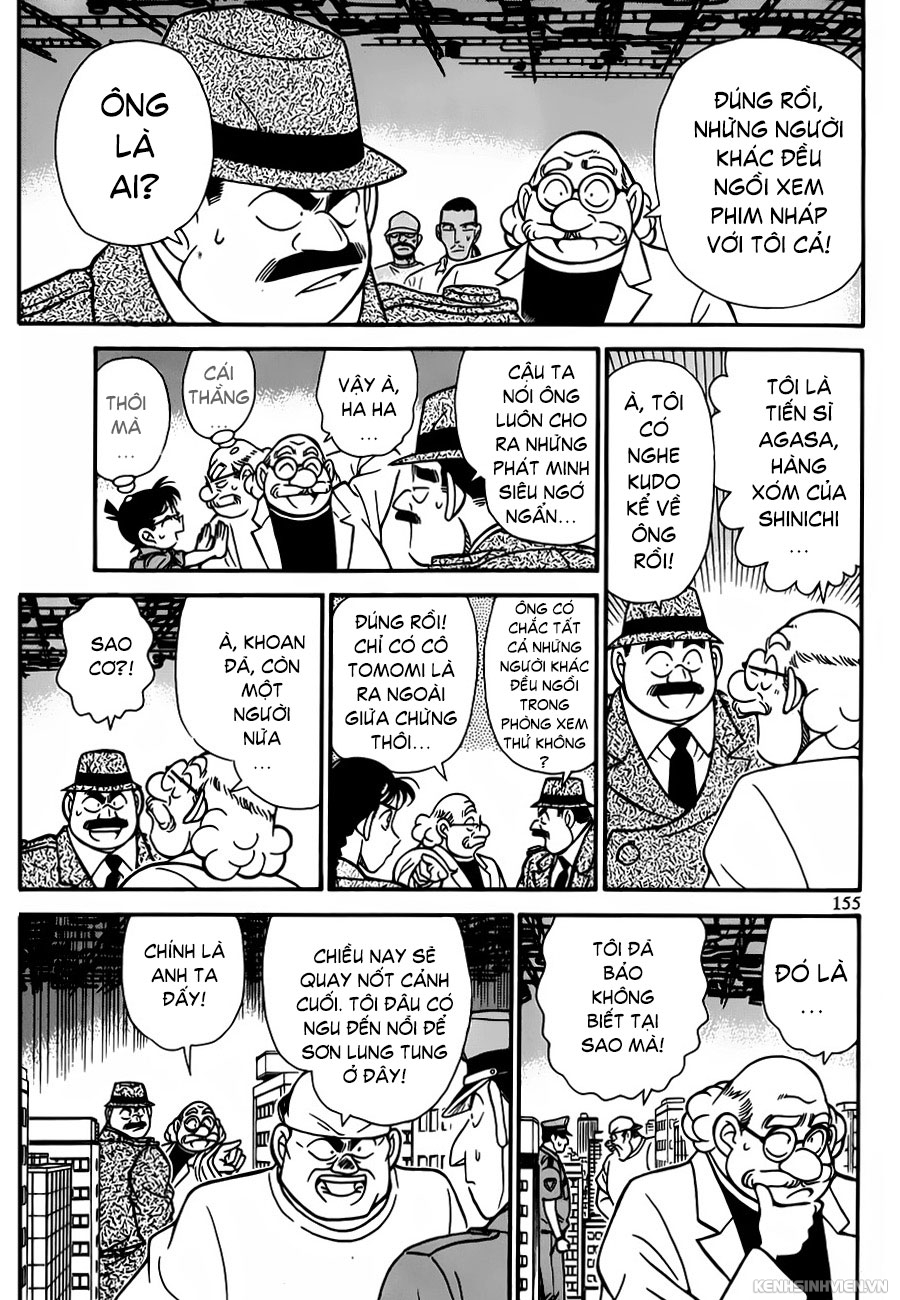 ĐÚNG RỒI,
NHỮNG NGƯỜI
KHÁC ĐỀU
NGỒI XEM
PHIM NHÁP
VỚI TÔI CẢ!
ÔNG
LÀ
AI?
TÔI LÀ
TIẾN SĨ
AGASA,
HÀNG
XÓM CỦA
SHINICHI
...
À, TÔI
CÓ
NGHE
KUDO
KỂ VỀ
ÔNG
RỒI!
CẬU TA
NÓI ÔNG
LUÔN CHO
RA NHỮNG
PHÁT MINH
SIÊU NGỚ
NGẨN...
VẬY À,
HA HA
...
CÁI
THẰNG
...
THÔI
MÀ
...
ÔNG CÓ
CHẮC TẤT
CẢ NHỮNG
NGƯỜI KHÁC
ĐỀU NGỒI
TRONG
PHÒNG XEM
THỬ KHÔNG
?
ĐÚNG RỒI!
CHỈ CÓ CÔ
TOMOMI LÀ
RA NGOÀI
GIỮA CHỪNG
THÔI...
À, KHOAN
ĐÃ, CÒN
MỘT
NGƯỜI
NỮA
...
SAO
CƠ?!
155
ĐÓ LÀ
...
TÔI ĐÃ
BẢO
KHÔNG
BIẾT TẠI
SAO MÀ!
CHIỀU NAY SẼ
QUAY NỐT CẢNH
CUỐI. TÔI ĐÂU CÓ
NGU ĐẾN NỖI ĐỂ
SƠN LUNG TUNG
Ở ĐÂY!
CHÍNH LÀ
ANH TA
ĐẤY!
KENHSINHVIEN.VN